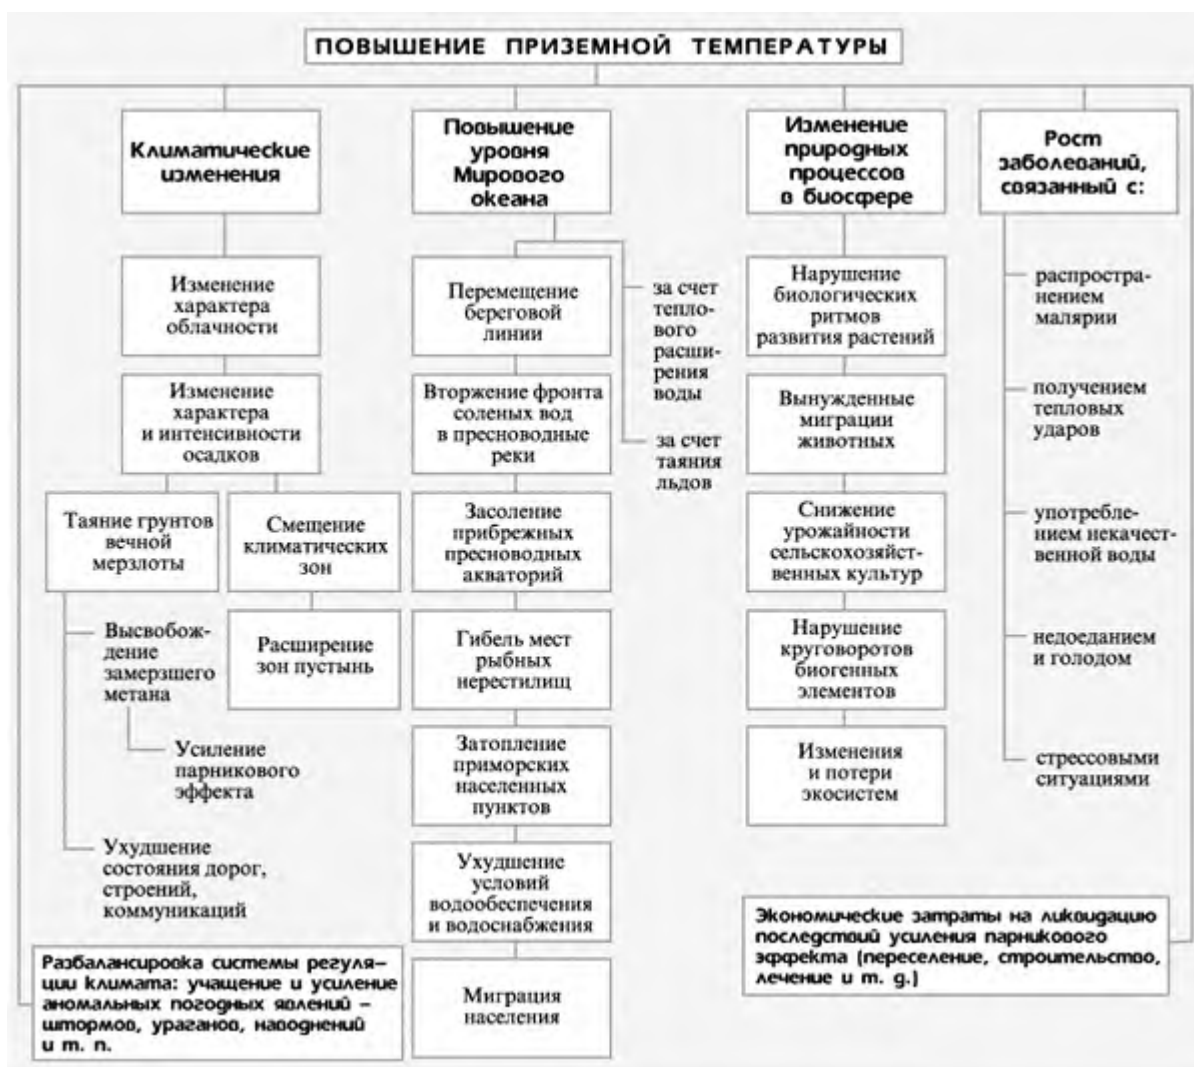 ПОВЫШЕНИЕ ПРИЗЕМНОЙ ТЕМПЕРАТУРЫ
Климатические
изменения
Изменение
характера
облачности
Изменение
характера
и интенсивности
осадков
Таяние грунтов
вечной
мерзлоты
Высвобож-
дение
замерзшего
метана
Усиление
парникового
эффекта
Ухудшение
состояния дорог,
строений,
коммуникаций
Смещение
климатических
зон
Расширение
зон пустынь
Повышение
уровня
Мирового
океана
за счет
тепло-
вого
расши-
рения
воды
за счет
таяния
льдов
Перемещение
береговой
линии
Вторжение фронта
соленых вод
в пресноводные
реки
Засоление
прибрежных
пресноводных
акваторий
Гибель мест
рыбных
нерестилищ
Затопление
приморских
населенных
пунктов
Ухудшение
условий
водообеспечения
и водоснабжения
Миграция
населения
Изменение
природных
процессов
в биосфере
Нарушение
биологических
ритмов
развития растений
Вынужденные
миграции
животных
Снижение
урожайности
сельскохозяйст-
венных культур
Нарушение
круговоротов
биогенных
элементов
Изменения
и потери
экосистем
Рост
заболеваний,
связанный с:
распростра-
нением
малярии
получением
тепловых
ударов
употребле-
нием некачест-
венной воды
недоеданием
и голодом
стрессовыми
ситуациями
Разбалансировка системы регуля-
ции климата: учащение и усиление
аномальных погодных явлений –
штормов, ураганов, наводнений
и т. п.
Экономические затраты на ликвидацию
последствий усиления парникового
эффекта (переселение, строительство,
лечение и т. д.)